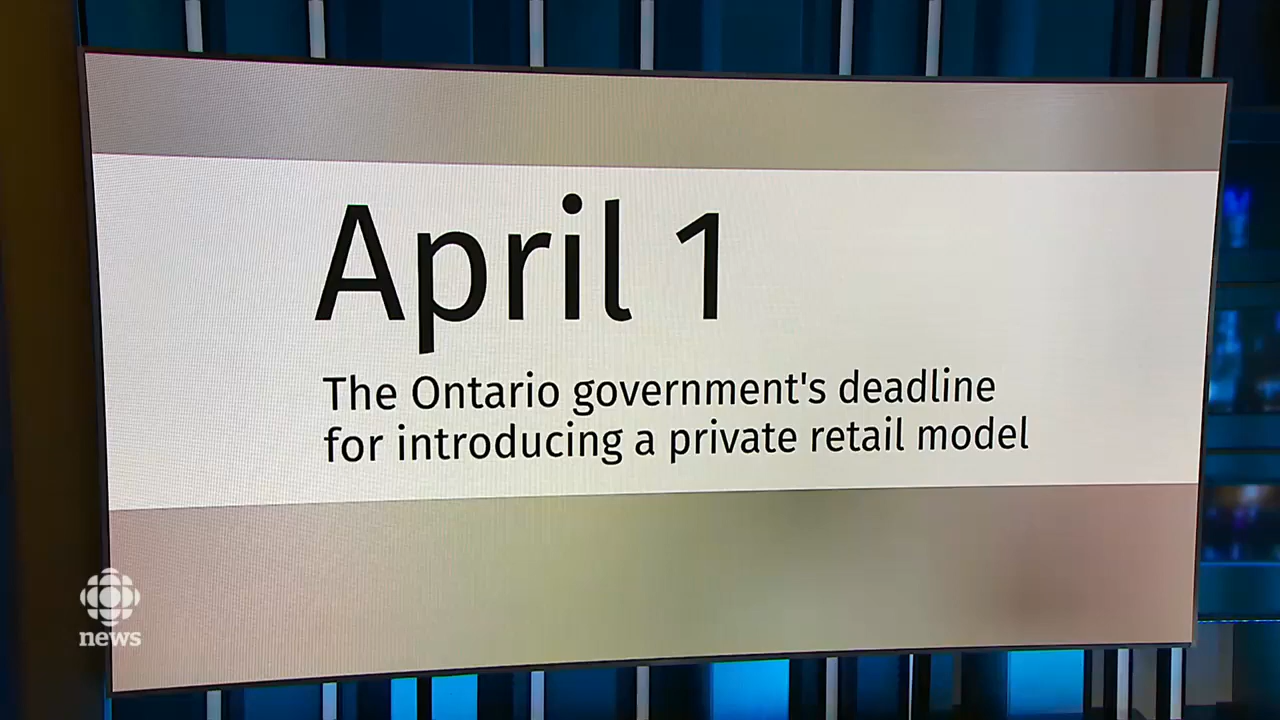 April 1
The Ontario government's deadline
for introducing a private retail model
news